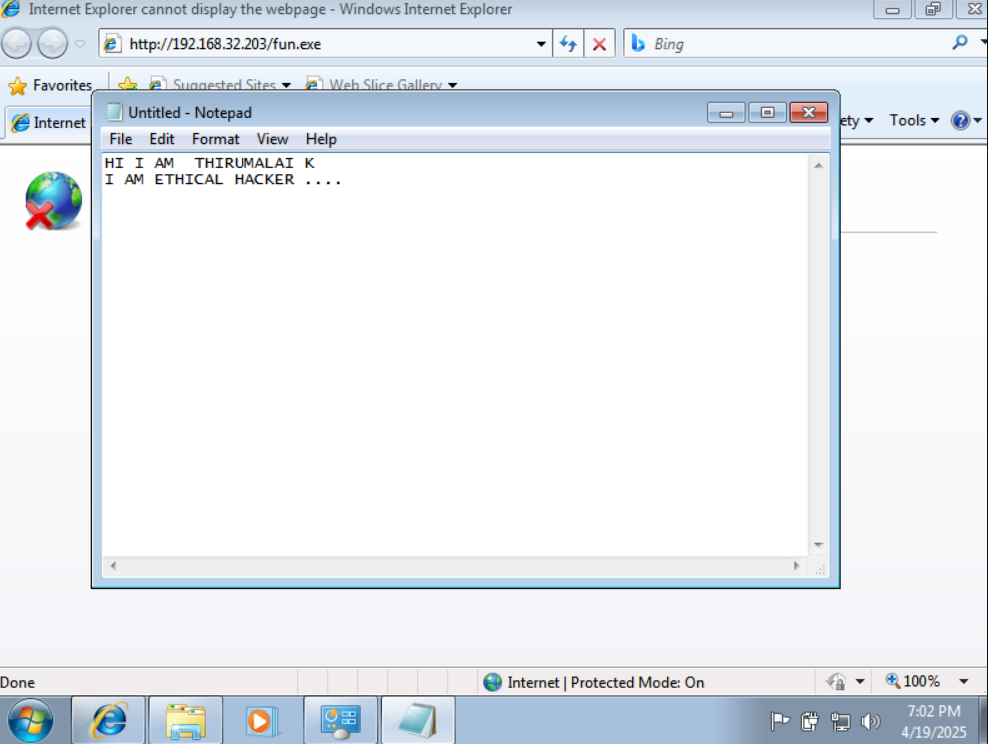 Internet Explorer cannot display the webpage - Windows Internet Explorer
http://192.168.32.203/fun.exe
Bing
Favorites
Suggested Sites
Web Slice Gallery
Internet
ety
Tools
Untitled - Notepad
File Edit Format View Help
HI I AM  THIRUMALAI K
I AM ETHICAL HACKER ....
Done
Internet | Protected Mode: On
100%
7:02 PM
4/19/2025